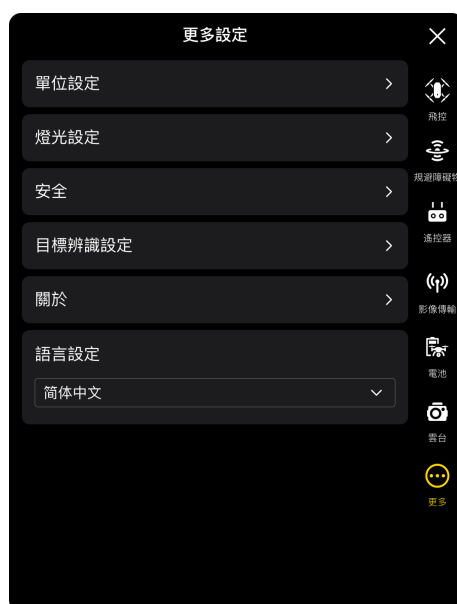 更多設定
單位設定
燈光設定
安全
目標辨識設定
關於
語言設定
简体中文
飛控
規避障礙物
遙控器
影像傳輸
電池
雲台
更多